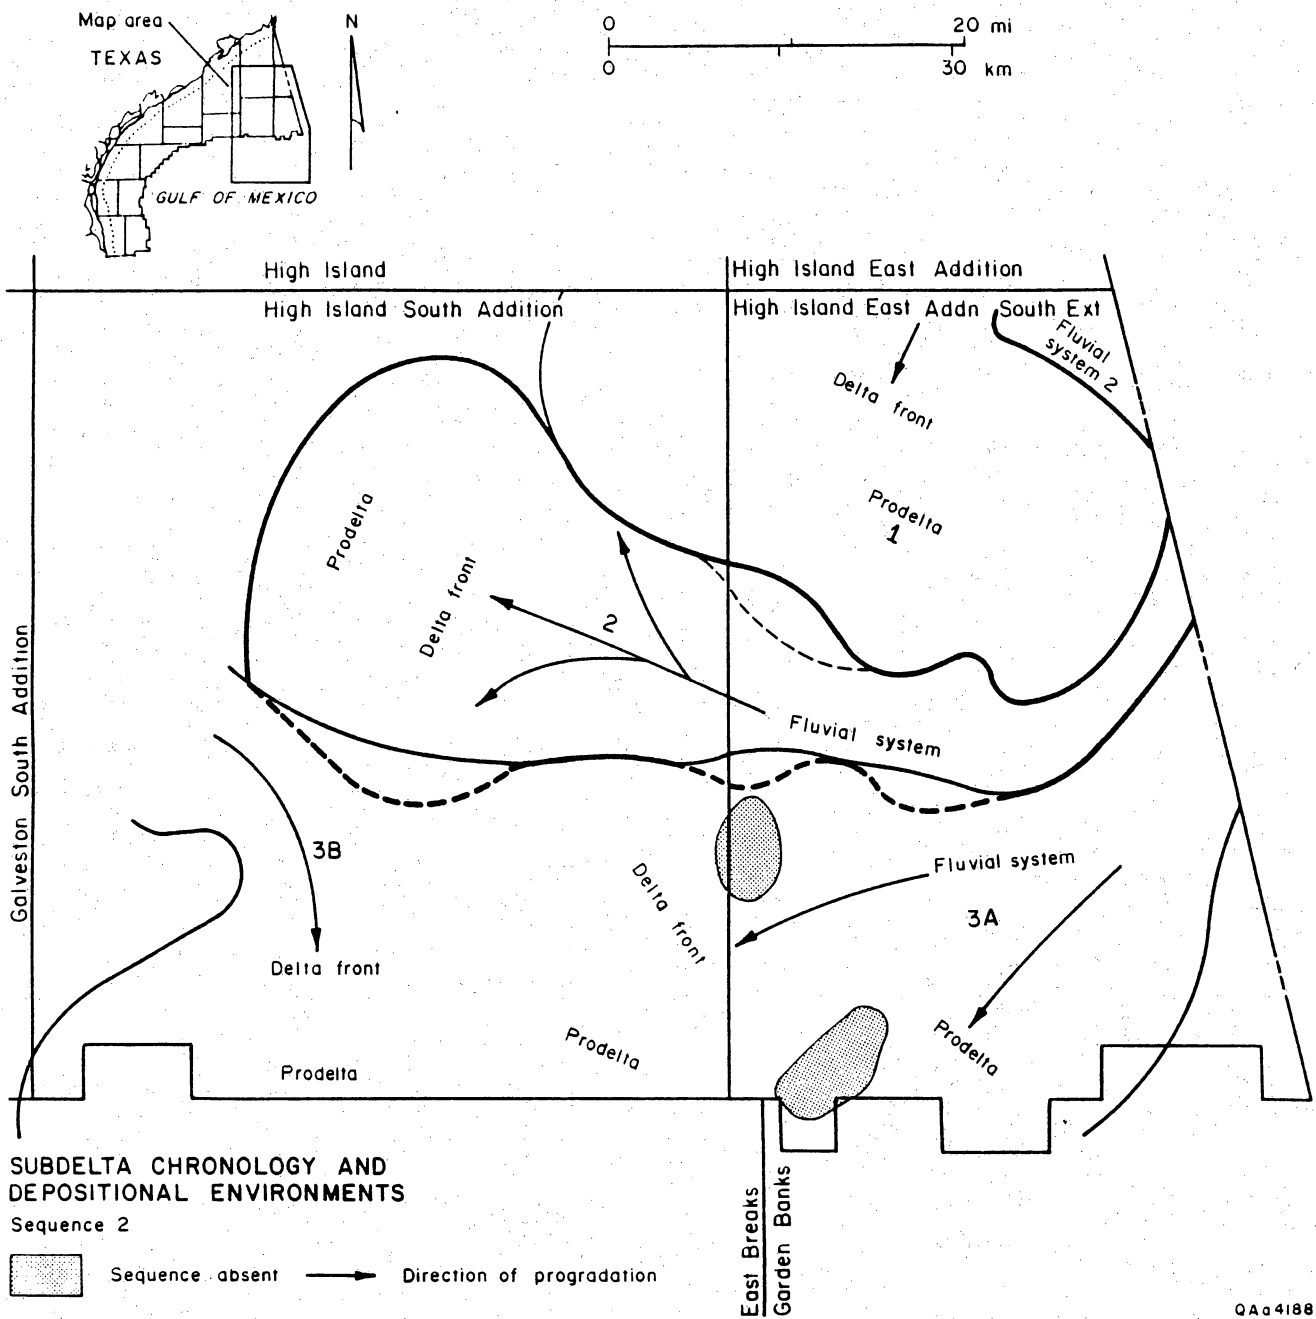 Map area
TEXAS
GULF OF MEXICO
N
0 20 mi
0 30 km
High Island
High Island East Addition
High Island South Addition
High Island East Addn South Ext
Fluvial
system 2
Delta front
Prodelta
1
Prodelta
Delta front
2
Fluvial system
Galveston South Addition
3B
Delta front
Delta front
Fluvial system
3A
Prodelta
Prodelta
Prodelta
East Breaks
Garden Banks
SUBDELTA CHRONOLOGY AND
DEPOSITIONAL ENVIRONMENTS
Sequence 2
Sequence absent
Direction of progradation
QAa4188